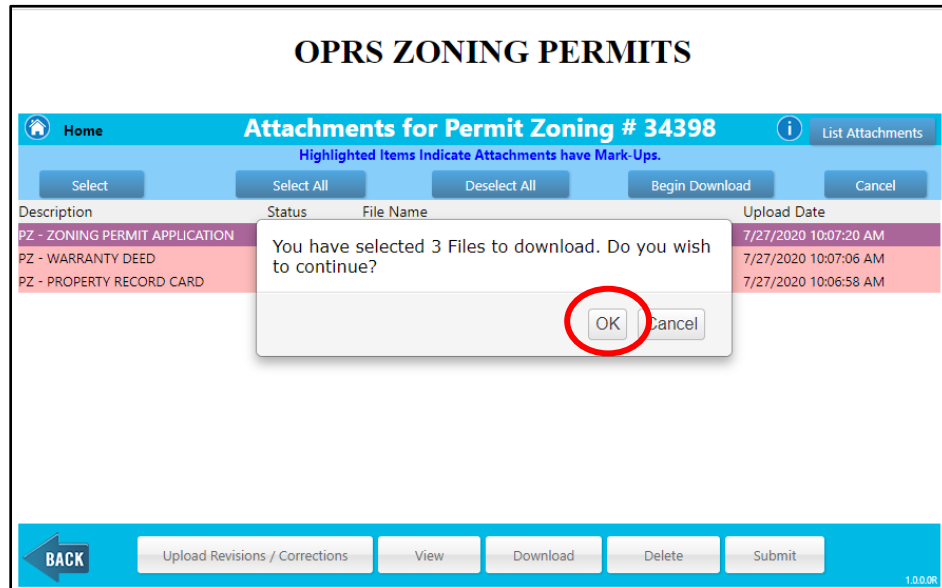 OPRS ZONING PERMITS
Home Attachments for Permit Zoning # 34398 i List Attachments
Highlighted Items Indicate Attachments have Mark-Ups.
Select Select All Deselect All Begin Download Cancel
Description Status File Name Upload Date
PZ - ZONING PERMIT APPLICATION 7/27/2020 10:07:20 AM
PZ - WARRANTY DEED 7/27/2020 10:07:06 AM
PZ - PROPERTY RECORD CARD 7/27/2020 10:06:58 AM
You have selected 3 Files to download. Do you wish
to continue?
OK Cancel
BACK Upload Revisions / Corrections View Download Delete Submit
1.0.0.0R